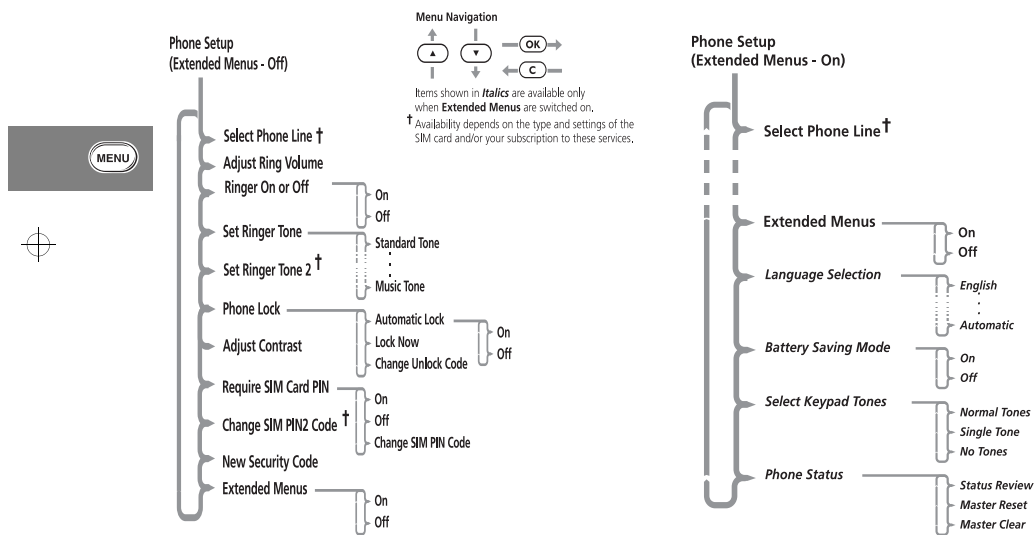 Menu Navigation
▲
▼
OK
C
Items shown in Italics are available only
when Extended Menus are switched on.
† Availability depends on the type and settings of the
SIM card and/or your subscription to these services.
MENU
Phone Setup
(Extended Menus - Off)
Select Phone Line †
Adjust Ring Volume
Ringer On or Off
On
Off
Set Ringer Tone
Standard Tone
Music Tone
Set Ringer Tone 2 †
Phone Lock
Automatic Lock
On
Off
Lock Now
Change Unlock Code
Adjust Contrast
Require SIM Card PIN
On
Off
Change SIM PIN Code
Change SIM PIN2 Code †
New Security Code
Extended Menus
On
Off
Phone Setup
(Extended Menus - On)
Select Phone Line †
Extended Menus
On
Off
Language Selection
English
Automatic
Battery Saving Mode
On
Off
Select Keypad Tones
Normal Tones
Single Tone
No Tones
Phone Status
Status Review
Master Reset
Master Clear